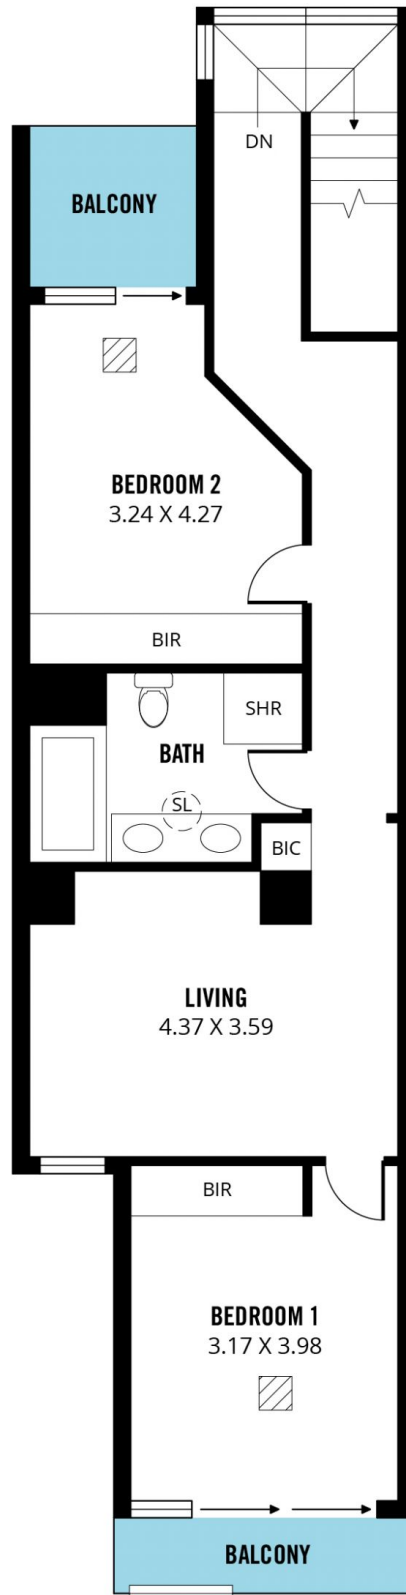 DN
BALCONY
BEDROOM 2
3.24 X 4.27
BIR
SHR
BATH
SL
BIC
LIVING
4.37 X 3.59
BIR
BEDROOM 1
3.17 X 3.98
BALCONY